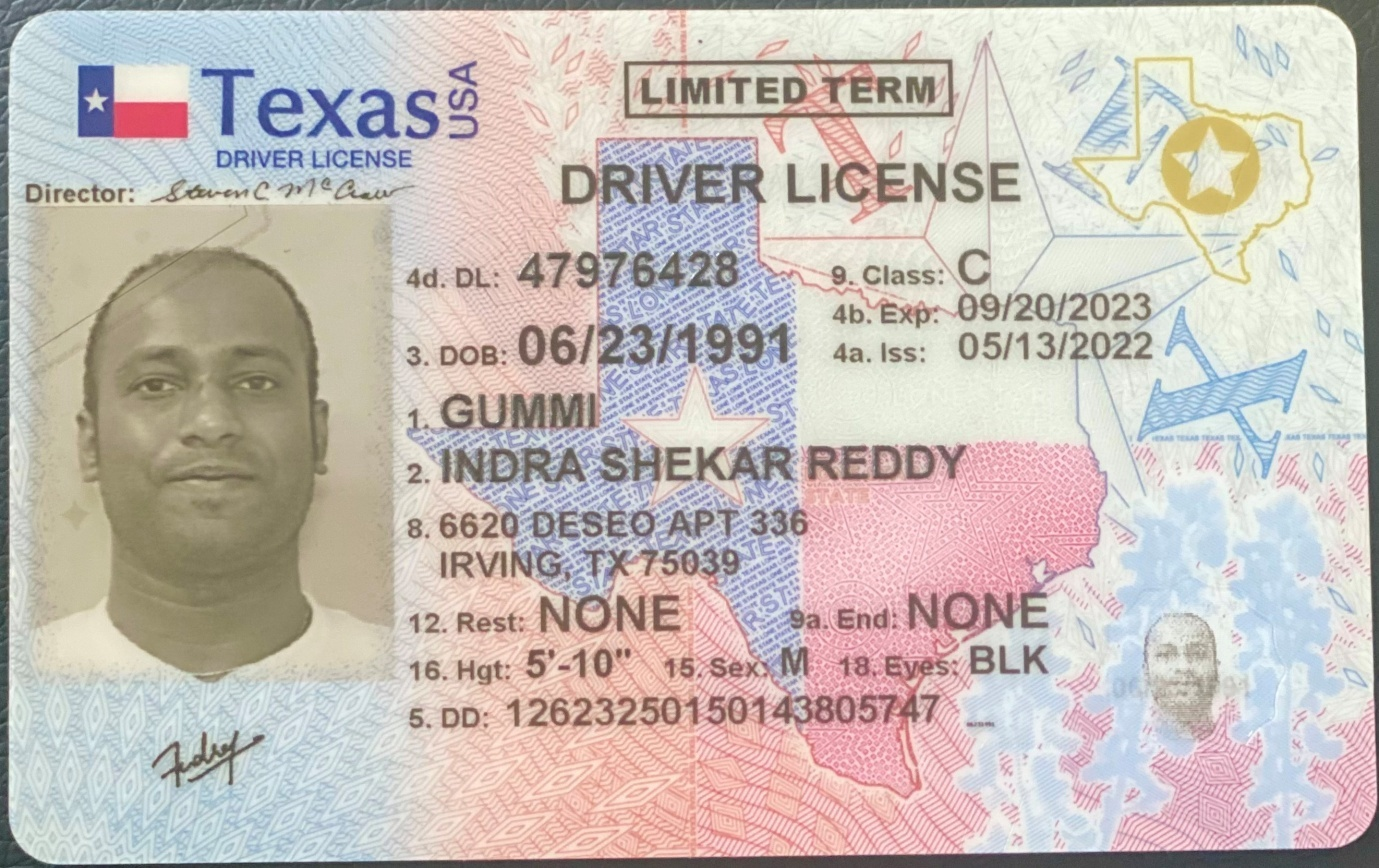 Texas USA
DRIVER LICENSE
Director: Steven C McCraw
LIMITED TERM
DRIVER LICENSE
4d. DL: 47976428
9. Class: C
4b. Exp: 09/20/2023
3. DOB: 06/23/1991
4a. Iss: 05/13/2022
1. GUMMI
2. INDRA SHEKAR REDDY
8. 6620 DESEO APT 336
IRVING, TX 75039
12. Rest: NONE 9a. End: NONE
16. Hgt: 5'-10" 15. Sex: M 18. Eyes: BLK
5. DD: 12623250150143805747